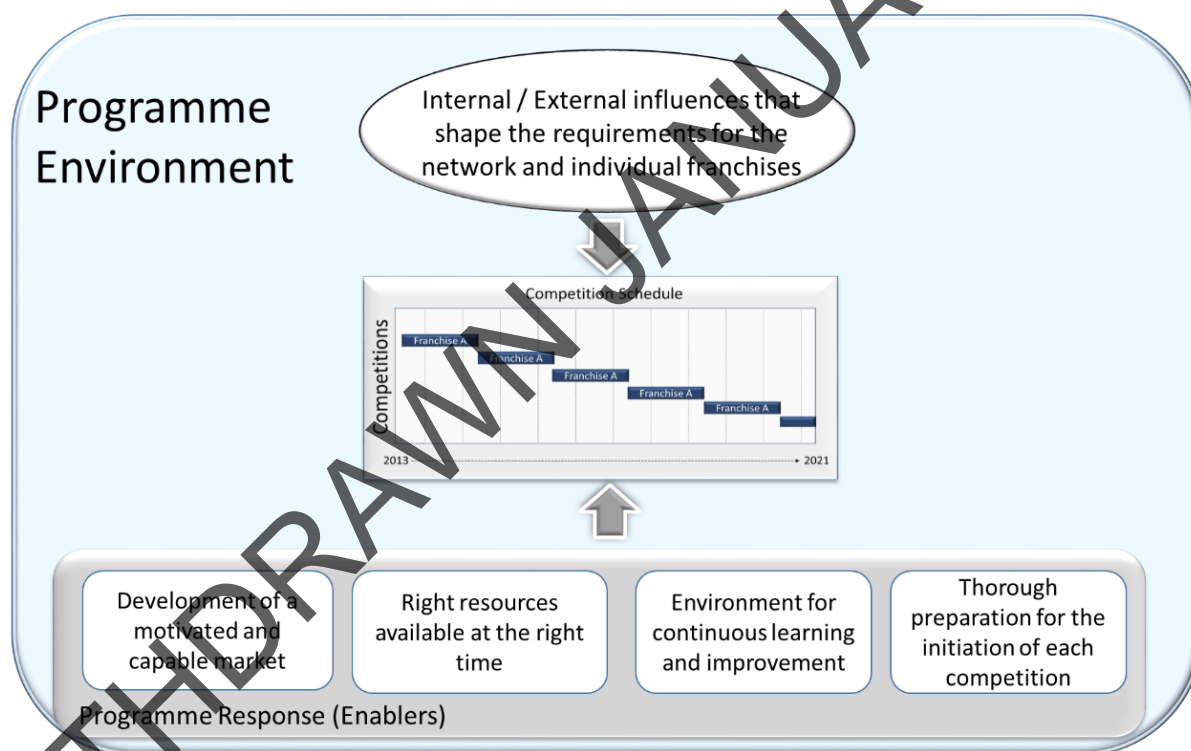 Programme
Environment
Internal / External influences that
shape the requirements for the
network and individual franchises
Competition Schedule
Competitions
Franchise A
Franchise A
Franchise A
Franchise A
Franchise A
2013
2021
Development of a
motivated and
capable market
Right resources
available at the right
time
Environment for
continuous learning
and improvement
Thorough
preparation for the
initiation of each
competition
Programme Response (Enablers)
THDRAWN JANUA